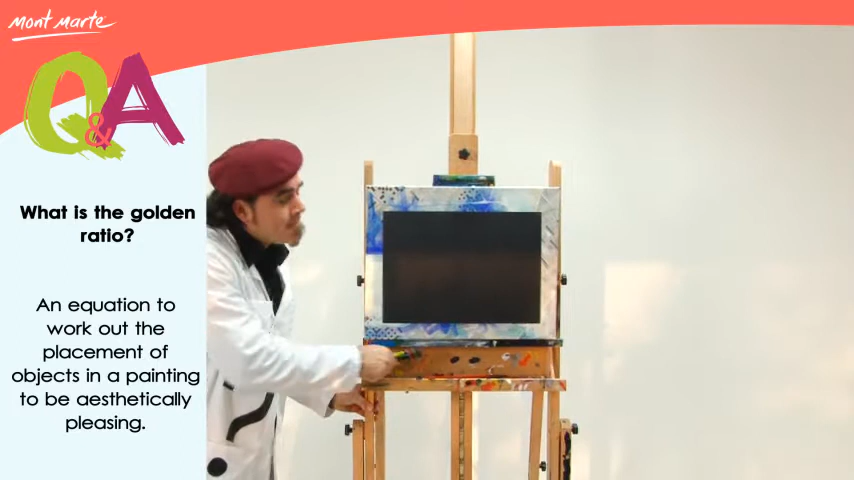 mont marte
Q&A
What is the golden
ratio?
An equation to
work out the
placement of
objects in a painting
to be aesthetically
pleasing.